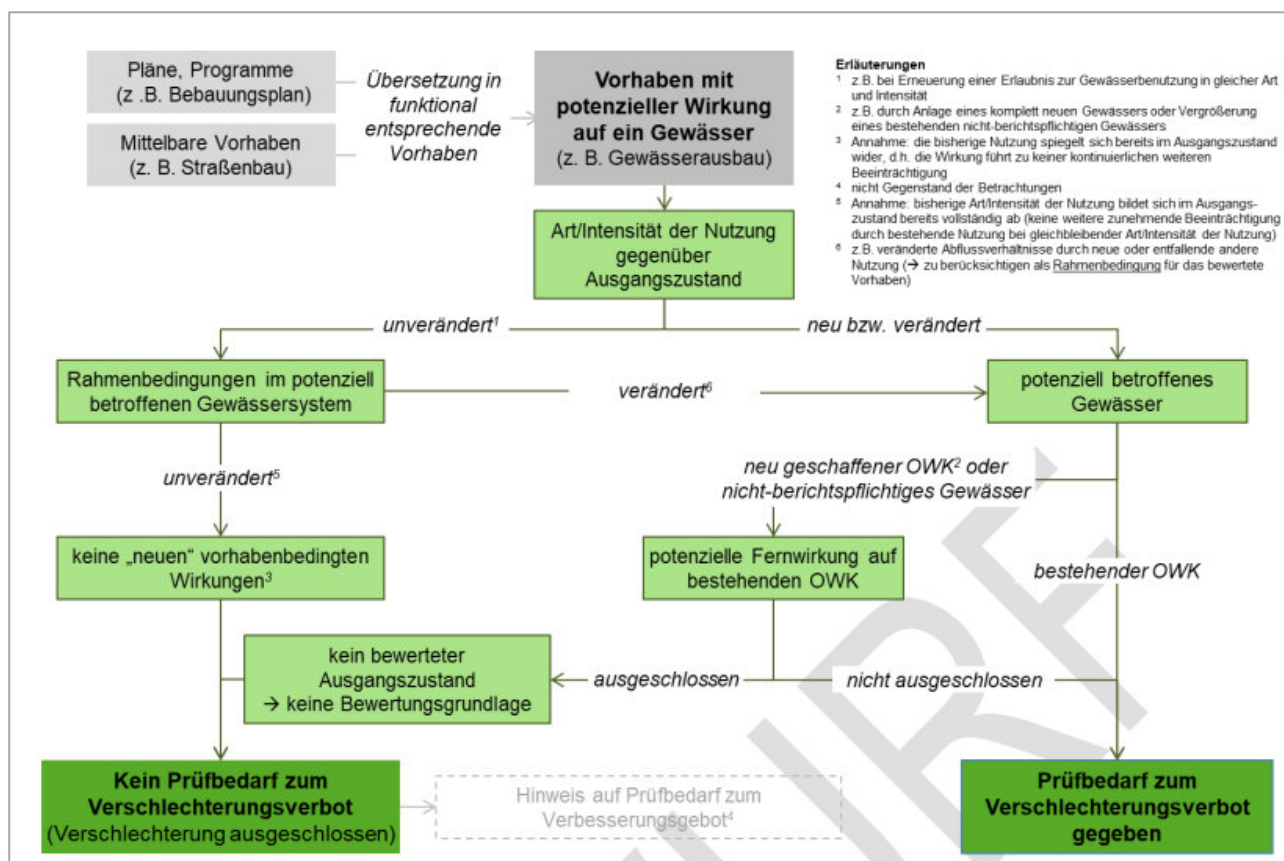 Pläne, Programme
(z .B. Bebauungsplan)
Mittelbare Vorhaben
(z. B. Straßenbau)
Übersetzung in
funktional
entsprechende
Vorhaben
Vorhaben mit
potenzieller Wirkung
auf ein Gewässer
(z. B. Gewässerausbau)
Erläuterungen
1 z.B. bei Erneuerung einer Erlaubnis zur Gewässerbenutzung in gleicher Art
und Intensität
2 z.B. durch Anlage eines komplett neuen Gewässers oder Vergrößerung
eines bestehenden nicht-berichtspflichtigen Gewässers
3 Annahme: die bisherige Nutzung spiegelt sich bereits im Ausgangszustand
wider, d.h. die Wirkung führt zu keiner kontinuierlichen weiteren
Beeinträchtigung
4 nicht Gegenstand der Betrachtungen
5 Annahme: bisherige Art/Intensität der Nutzung bildet sich im Ausgangs-
zustand bereits vollständig ab (keine weitere zunehmende Beeinträchtigung
durch bestehende Nutzung bei gleichbleibender Art/Intensität der Nutzung)
6 z.B. veränderte Abflussverhältnisse durch neue oder entfallende andere
Nutzung (→ zu berücksichtigen als Rahmenbedingung für das bewertete
Vorhaben)
Art/Intensität der Nutzung
gegenüber
Ausgangszustand
unverändert1
neu bzw. verändert
Rahmenbedingungen im potenziell
betroffenen Gewässersystem
verändert6
potenziell betroffenes
Gewässer
unverändert5
neu geschaffener OWK2 oder
nicht-berichtspflichtiges Gewässer
keine „neuen“ vorhabenbedingten
Wirkungen3
potenzielle Fernwirkung auf
bestehenden OWK
bestehender OWK
kein bewerteter
Ausgangszustand
→ keine Bewertungsgrundlage
ausgeschlossen
nicht ausgeschlossen
Kein Prüfbedarf zum
Verschlechterungsverbot
(Verschlechterung ausgeschlossen)
Hinweis auf Prüfbedarf zum
Verbesserungsgebot4
Prüfbedarf zum
Verschlechterungsverbot
gegeben